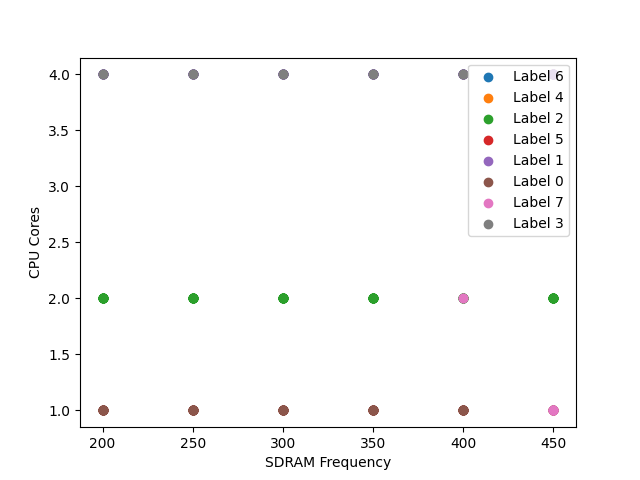 4.0
3.5
3.0
2.5
2.0
1.5
1.0
CPU Cores
200 250 300 350 400 450
SDRAM Frequency
Label 6
Label 4
Label 2
Label 5
Label 1
Label 0
Label 7
Label 3